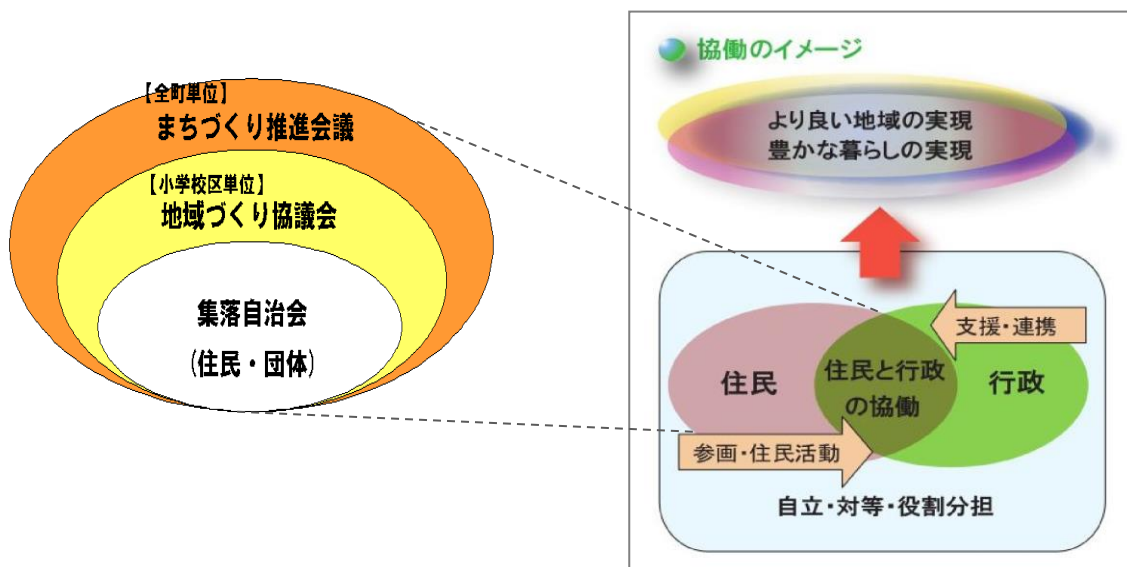 【全町単位】
まちづくり推進会議
【小学校区単位】
地域づくり協議会
集落自治会
(住民・団体)
協働のイメージ
より良い地域の実現
豊かな暮らしの実現
支援・連携
住民
住民と行政
の協働
行政
参画・住民活動
自立・対等・役割分担